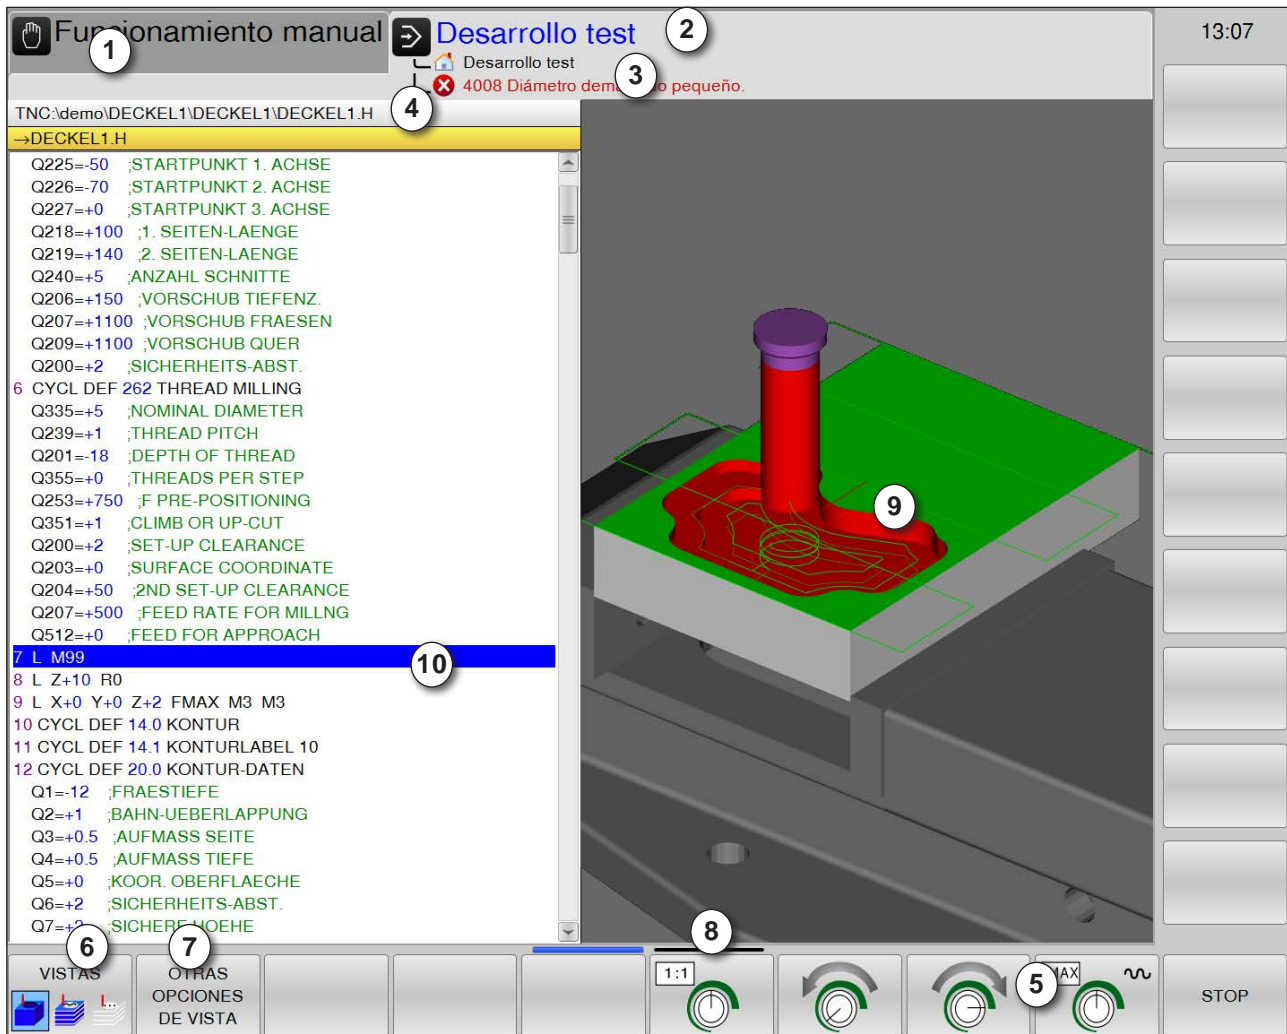 Funcionamiento manual
1
Desarrollo test
2
13:07
Desarrollo test
4008 Diámetro pequeño.
3
4
TNC:\demo\DECKEL1\DECKEL1\DECKEL1.H
→DECKEL1.H
Q225=-50 ;STARTPUNKT 1. ACHSE
Q226=-70 ;STARTPUNKT 2. ACHSE
Q227=+0 ;STARTPUNKT 3. ACHSE
Q218=+100 ;1. SEITEN-LAENGE
Q219=+140 ;2. SEITEN-LAENGE
Q240=+5 ;ANZAHL SCHNITTE
Q206=+150 ;VORSCHUB TIEFENZ.
Q207=+1100 ;VORSCHUB FRAESEN
Q209=+1100 ;VORSCHUB QUER
Q200=+2 ;SICHERHEITS-ABST.
6 CYCL DEF 262 THREAD MILLING
Q335=+5 ;NOMINAL DIAMETER
Q239=+1 ;THREAD PITCH
Q201=-18 ;DEPTH OF THREAD
Q355=+0 ;THREADS PER STEP
Q253=+750 ;F PRE-POSITIONING
Q351=+1 ;CLIMB OR UP-CUT
Q200=+2 ;SET-UP CLEARANCE
Q203=+0 ;SURFACE COORDINATE
Q204=+50 ;2ND SET-UP CLEARANCE
Q207=+500 ;FEED RATE FOR MILLNG
Q512=+0 ;FEED FOR APPROACH
7 L M99
10
8 L Z+10 R0
9 L X+0 Y+0 Z+2 FMAX M3 M3
10 CYCL DEF 14.0 KONTUR
11 CYCL DEF 14.1 KONTURLABEL 10
12 CYCL DEF 20.0 KONTUR-DATEN
Q1=-12 ;FRAESTIEFE
Q2=+1 ;BAHN-UEBERLAPPUNG
Q3=+0.5 ;AUFMASS SEITE
Q4=+0.5 ;AUFMASS TIEFE
Q5=+0 ;KOOR. OBERFLAECHE
Q6=+2 ;SICHERHEITS-ABST.
;SICHERE HOEHE
9
6
7
8
VISTAS
OTRAS
OPCIONES
DE VISTA
1:1
5
STOP